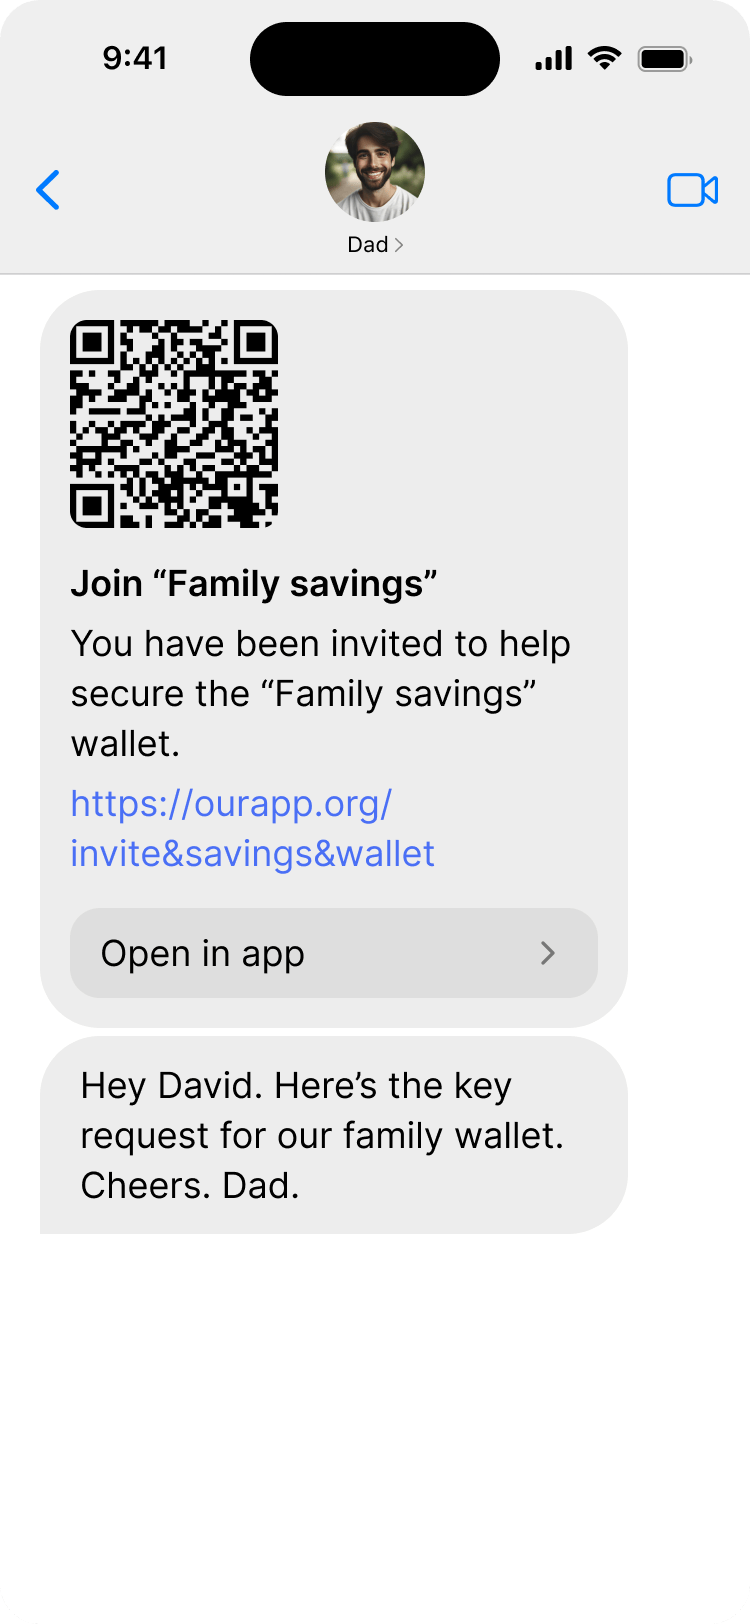 9:41
Dad
Join “Family savings”
You have been invited to help
secure the “Family savings”
wallet.
https://ourapp.org/
invite&savings&wallet
Open in app
Hey David. Here’s the key
request for our family wallet.
Cheers. Dad.